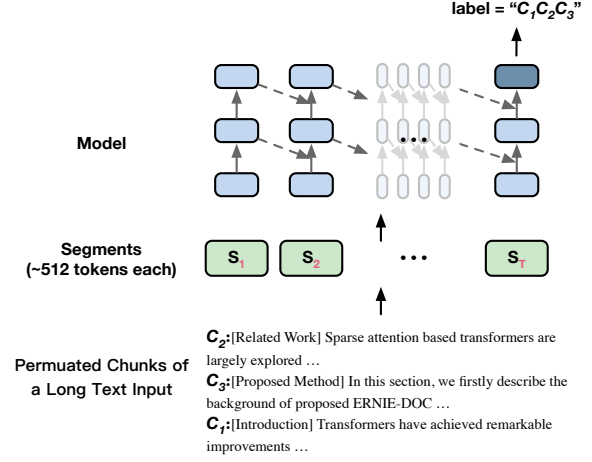 label = “C1C2C3”
Model
...
Segments
(~512 tokens each)
S1 S2 ... ST
Permuated Chunks of
a Long Text Input
C2:[Related Work] Sparse attention based transformers are
largely explored …
C3:[Proposed Method] In this section, we firstly describe the
background of proposed ERNIE-DOC …
C1:[Introduction] Transformers have achieved remarkable
improvements …